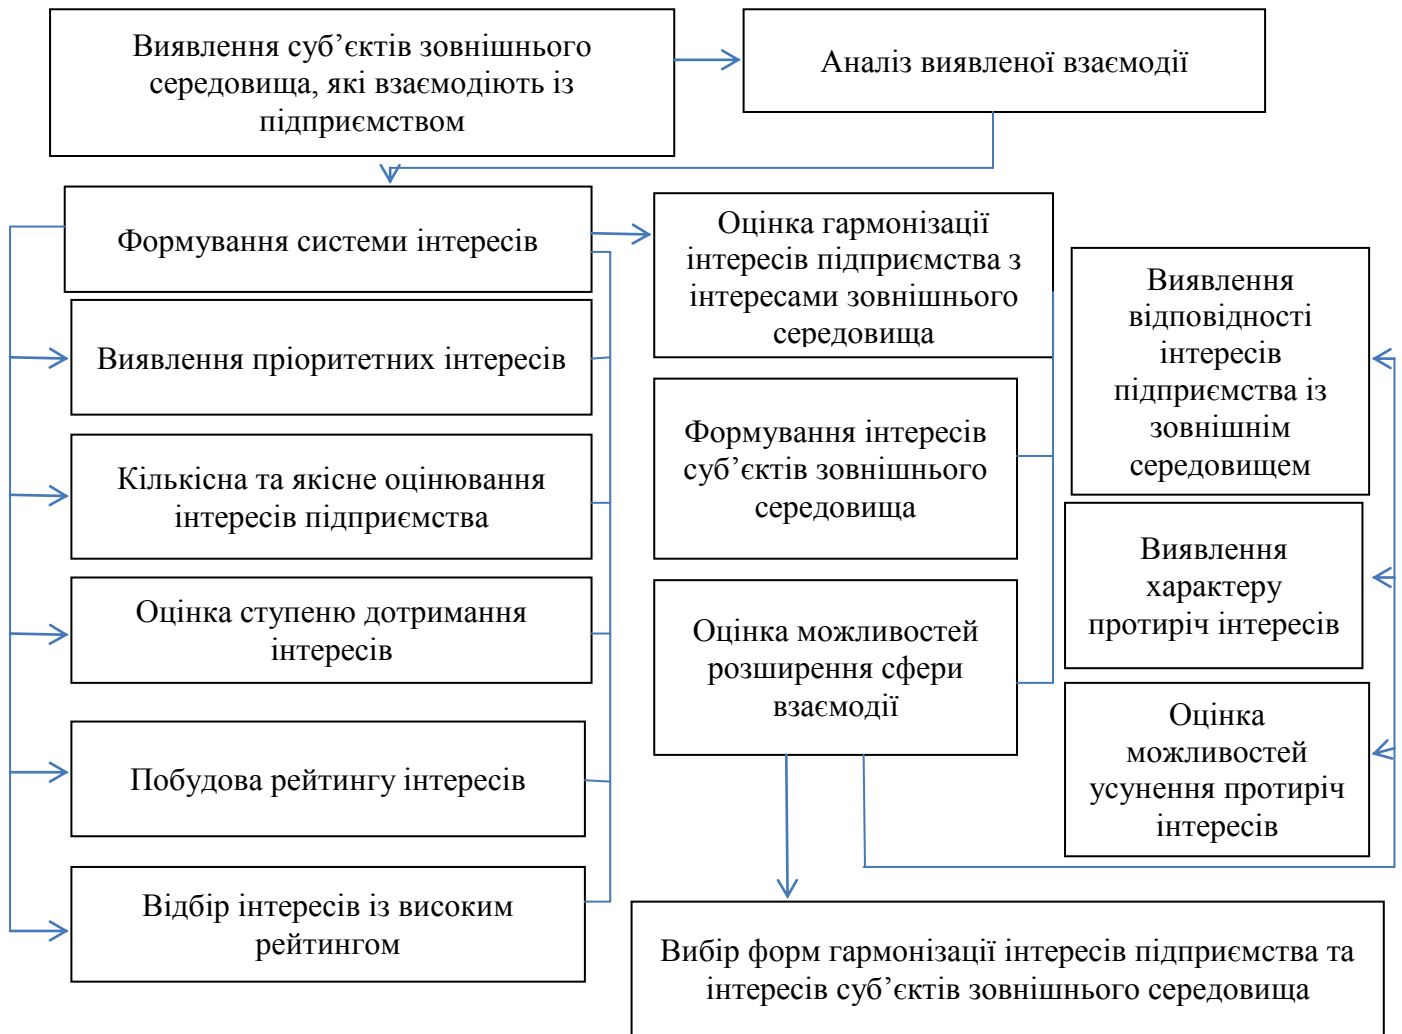 Виявлення суб’єктів зовнішнього
середовища, які взаємодіють із
підприємством
Аналіз виявленої взаємодії
Формування системи інтересів
Виявлення пріоритетних інтересів
Кількісна та якісне оцінювання
інтересів підприємства
Оцінка ступеню дотримання
інтересів
Побудова рейтингу інтересів
Відбір інтересів із високим
рейтингом
Оцінка гармонізації
інтересів підприємства з
інтересами зовнішнього
середовища
Формування інтересів
суб’єктів зовнішнього
середовища
Оцінка можливостей
розширення сфери
взаємодії
Виявлення
відповідності
інтересів
підприємства із
зовнішнім
середовищем
Виявлення
характеру
протиріч інтересів
Оцінка
можливостей
усунення протиріч
інтересів
Вибір форм гармонізації інтересів підприємства та
інтересів суб’єктів зовнішнього середовища